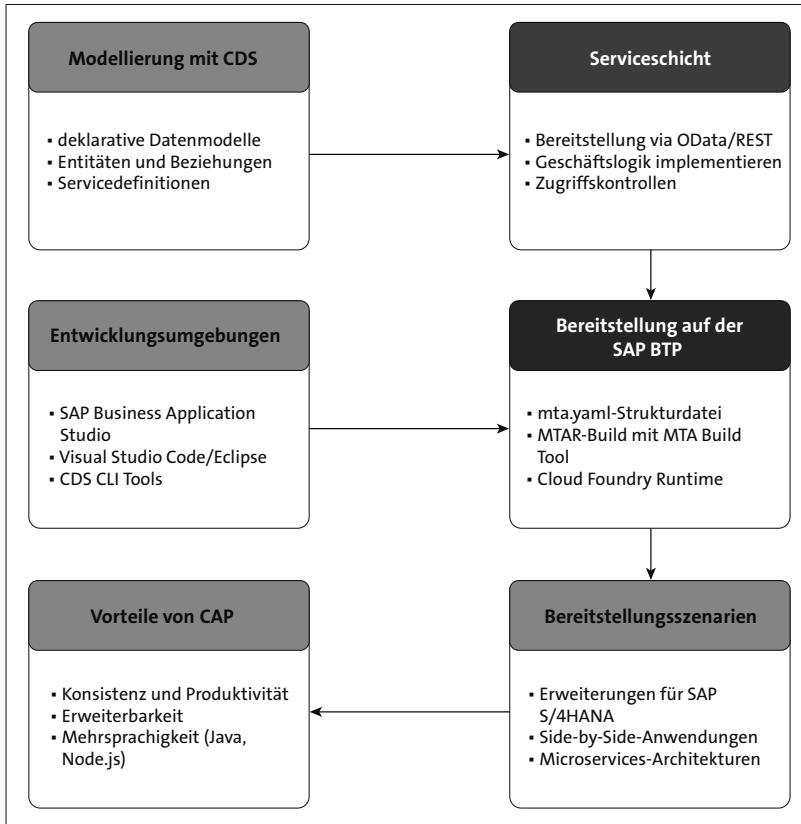 Modellierung mit CDS
▪ deklarative Datenmodelle
▪ Entitäten und Beziehungen
▪ Servicedefinitionen
Serviceschicht
▪ Bereitstellung via OData/REST
▪ Geschäftslogik implementieren
▪ Zugriffskontrollen
Entwicklungsumgebungen
▪ SAP Business Application
Studio
▪ Visual Studio Code/Eclipse
▪ CDS CLI Tools
Bereitstellung auf der
SAP BTP
▪ mta.yaml-Strukturdatei
▪ MTAR-Build mit MTA Build
Tool
▪ Cloud Foundry Runtime
Vorteile von CAP
▪ Konsistenz und Produktivität
▪ Erweiterbarkeit
▪ Mehrsprachigkeit (Java,
Node.js)
Bereitstellungsszenarien
▪ Erweiterungen für SAP
S/4HANA
▪ Side-by-Side-Anwendungen
▪ Microservices-Architekturen